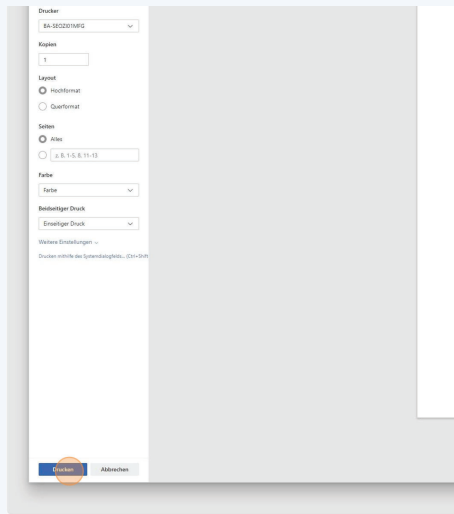 Drucker
BA-SEOZI01MFG
Kopien
1
Layout
Hochformat
Querformat
Seiten
Alles
z. B. 1-5, 8, 11-13
Farbe
Farbe
Beidseitiger Druck
Einseitiger Druck
Weitere Einstellungen
Drucken mithilfe des Systemdialogfelds... (Ctrl+Shift
Drucken Abbrechen